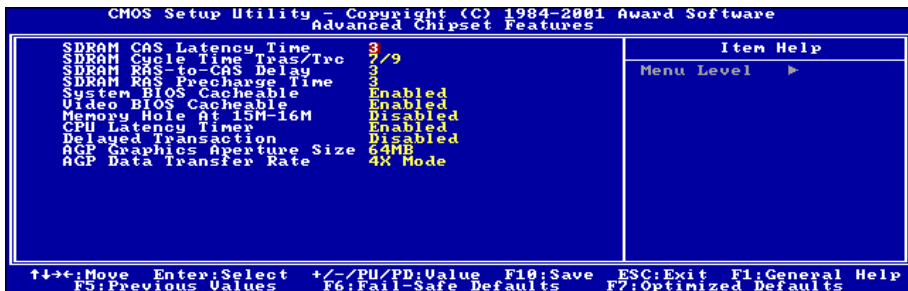 CMOS Setup Utility - Copyright (C) 1984-2001 Award Software
Advanced Chipset Features
SDRAM CAS Latency Time 3
SDRAM Cycle Time Tras/Trc 7/9
SDRAM RAS-to-CAS Delay 3
SDRAM RAS Precharge Time 3
System BIOS Cacheable Enabled
Video BIOS Cacheable Enabled
Memory Hole At 15M-16M Disabled
CPU Latency Timer Enabled
Delayed Transaction Disabled
AGP Graphics Aperture Size 64MB
AGP Data Transfer Rate 4X Mode
Item Help
Menu Level ►
↑↓→←:Move Enter:Select +/-/PU/PD:Value F10:Save ESC:Exit F1:General Help
F5:Previous Values F6:Fail-Safe Defaults F7:Optimized Defaults